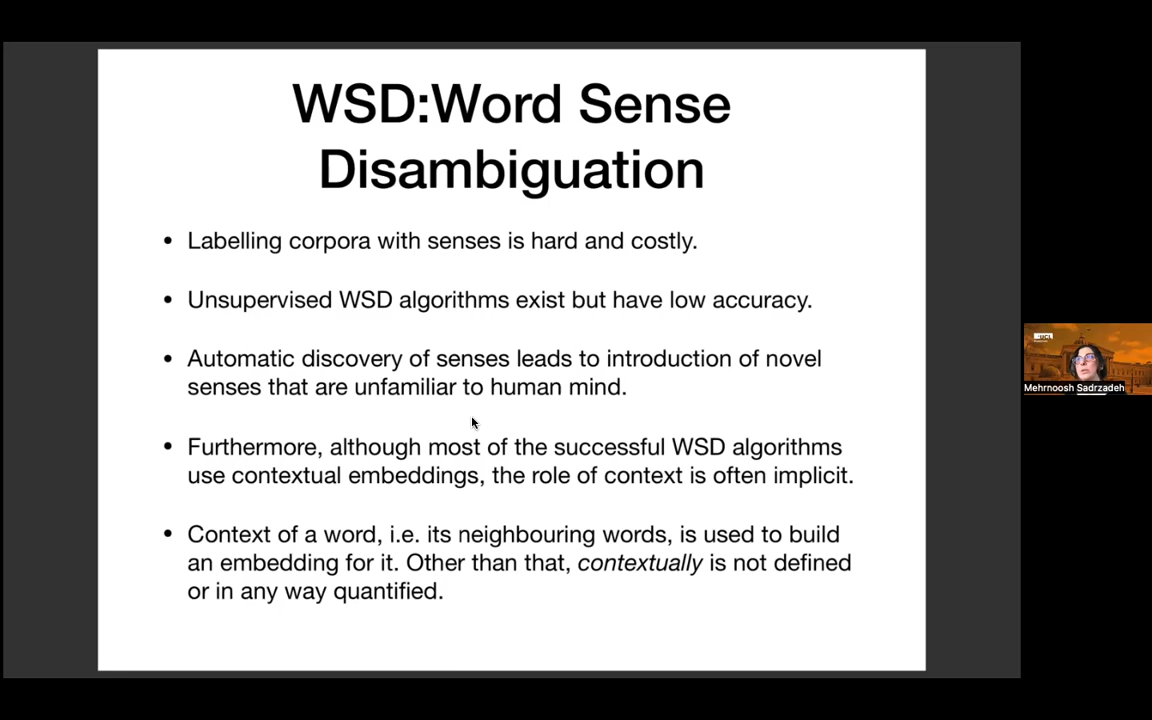 WSD:Word Sense
Disambiguation
• Labelling corpora with senses is hard and costly.
• Unsupervised WSD algorithms exist but have low accuracy.
• Automatic discovery of senses leads to introduction of novel
senses that are unfamiliar to human mind.
• Furthermore, although most of the successful WSD algorithms
use contextual embeddings, the role of context is often implicit.
• Context of a word, i.e. its neighbouring words, is used to build
an embedding for it. Other than that, contextually is not defined
or in any way quantified.
UCL
Mehrnoosh Sadrzadeh